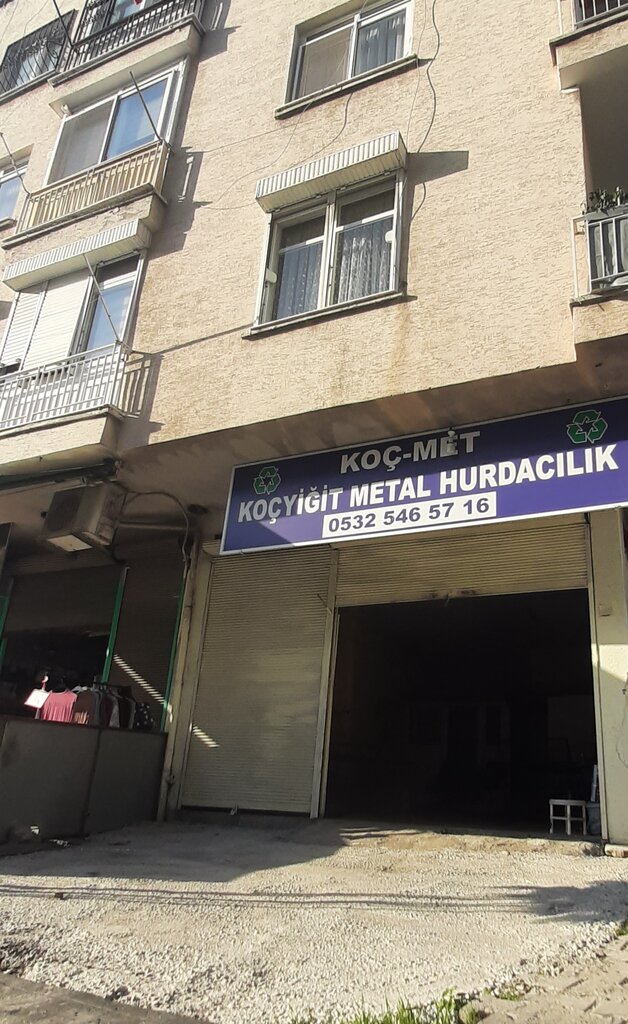 KOÇ-MET
KOÇYİĞİT METAL HURDACILIK
0532 546 57 16